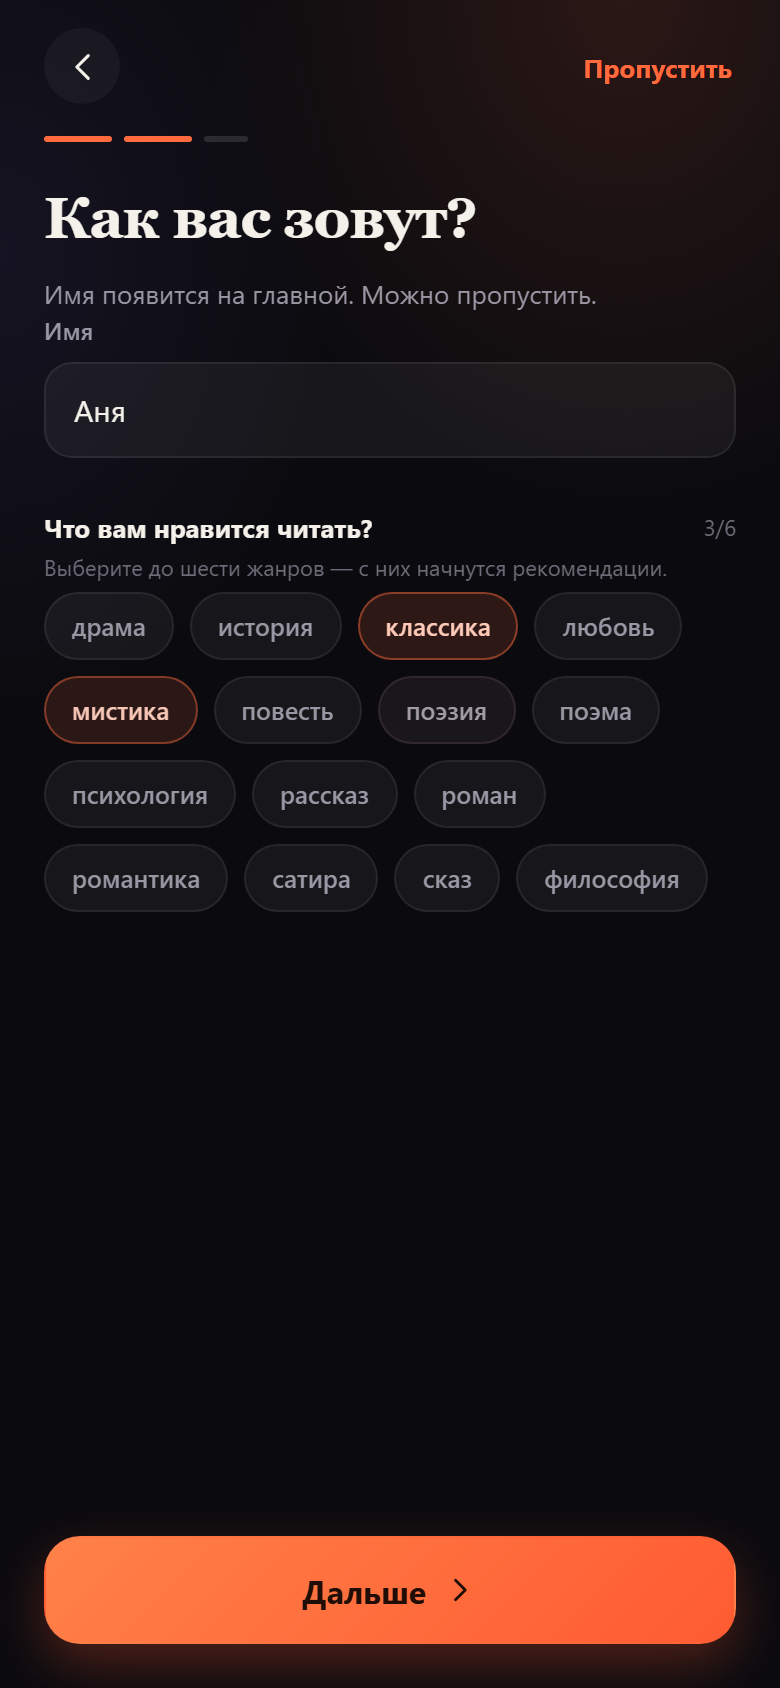 Пропустить
Как вас зовут?
Имя появится на главной. Можно пропустить.
Имя
Аня
Что вам нравится читать? 3/6
Выберите до шести жанров — с них начнутся рекомендации.
драма история классика любовь
мистика повесть поэзия поэма
психология рассказ роман
романтика сатира сказ философия
Дальше